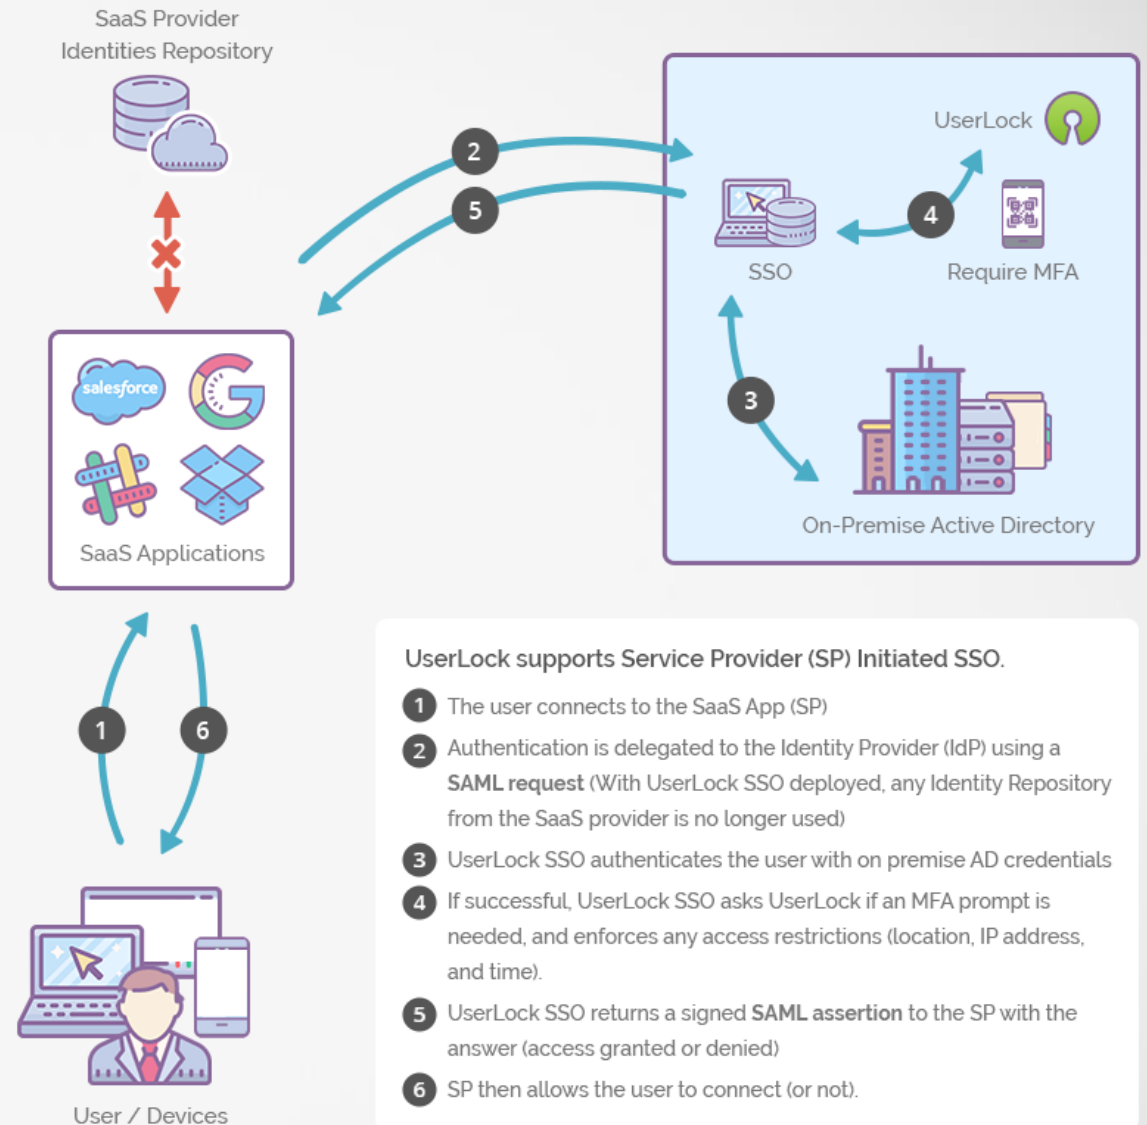 SaaS Provider
Identities Repository
2
5
UserLock
4
SSO
Require MFA
3
On-Premise Active Directory
salesforce
G
SaaS Applications
1
6
User / Devices
UserLock supports Service Provider (SP) Initiated SSO.
1 The user connects to the SaaS App (SP)
2 Authentication is delegated to the Identity Provider (IdP) using a
SAML request (With UserLock SSO deployed, any Identity Repository
from the SaaS provider is no longer used)
3 UserLock SSO authenticates the user with on premise AD credentials
4 If successful, UserLock SSO asks UserLock if an MFA prompt is
needed, and enforces any access restrictions (location, IP address,
and time).
5 UserLock SSO returns a signed SAML assertion to the SP with the
answer (access granted or denied)
6 SP then allows the user to connect (or not).